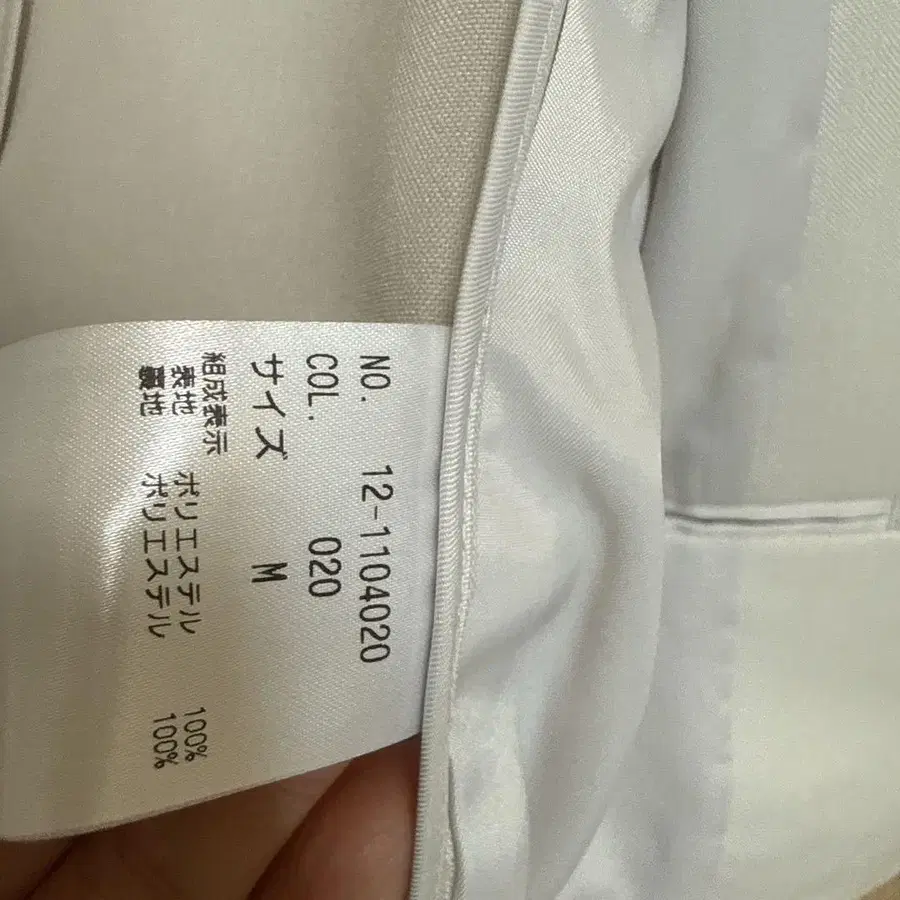 NO. 12-1104020
COL. 020
サイズ M
組成表示
表地 ポリエステル 100%
裏地 ポリエステル 100%